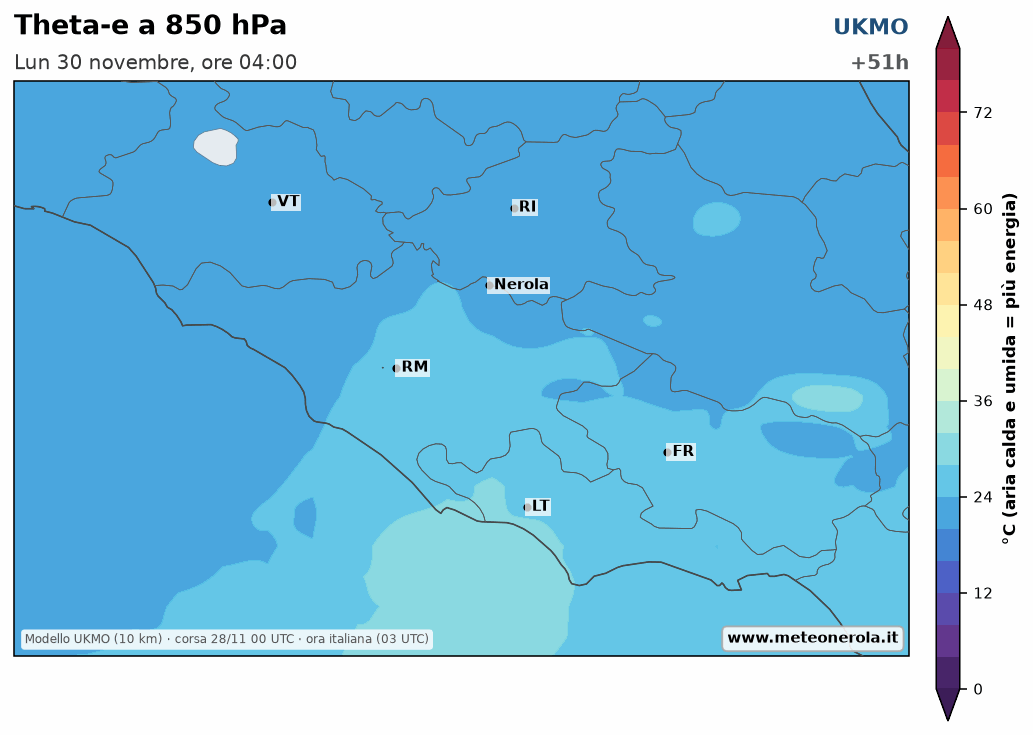 Theta-e a 850 hPa
UKMO
Lun 30 novembre, ore 04:00
+51h
VT
RI
Nerola
RM
FR
LT
72
60
48
36
24
12
0
°C (aria calda e umida = più energia)
Modello UKMO (10 km) · corsa 28/11 00 UTC · ora italiana (03 UTC)
www.meteonerola.it